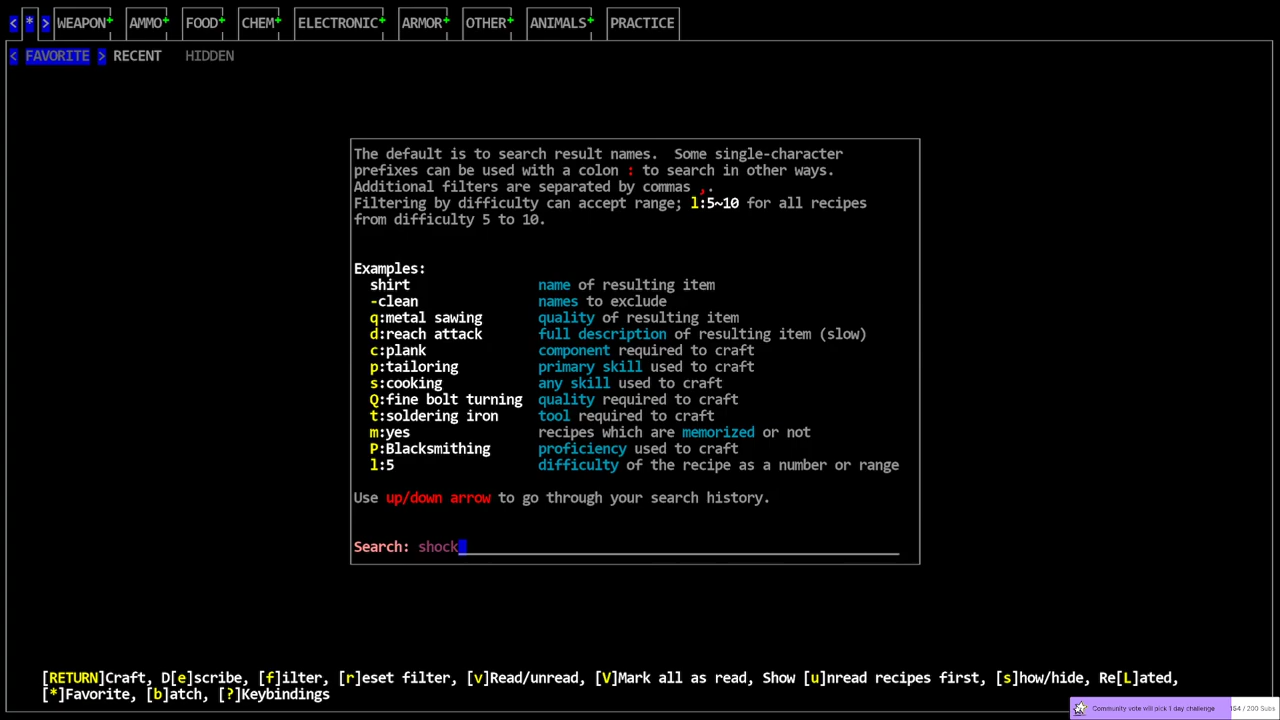 < * > WEAPON+ AMMO+ FOOD+ CHEM+ ELECTRONIC+ ARMOR+ OTHER+ ANIMALS+ PRACTICE
< FAVORITE > RECENT HIDDEN
The default is to search result names. Some single-character
prefixes can be used with a colon : to search in other ways.
Additional filters are separated by commas ,.
Filtering by difficulty can accept range; l:5~10 for all recipes
from difficulty 5 to 10.
Examples:
shirt name of resulting item
-clean names to exclude
q:metal sawing quality of resulting item
d:reach attack full description of resulting item (slow)
c:plank component required to craft
p:tailoring primary skill used to craft
s:cooking any skill used to craft
Q:fine bolt turning quality required to craft
t:soldering iron tool required to craft
m:yes recipes which are memorized or not
P:Blacksmithing proficiency used to craft
l:5 difficulty of the recipe as a number or range
Use up/down arrow to go through your search history.
Search: shock
[RETURN]Craft, D[e]scribe, [f]ilter, [r]eset filter, [v]Read/unread, [V]Mark all as read, Show [u]nread recipes first, [s]how/hide, Re[L]ated,
[*]Favorite, [b]atch, [?]Keybindings
Community vote will pick 1 day challenge 154 / 200 Subs